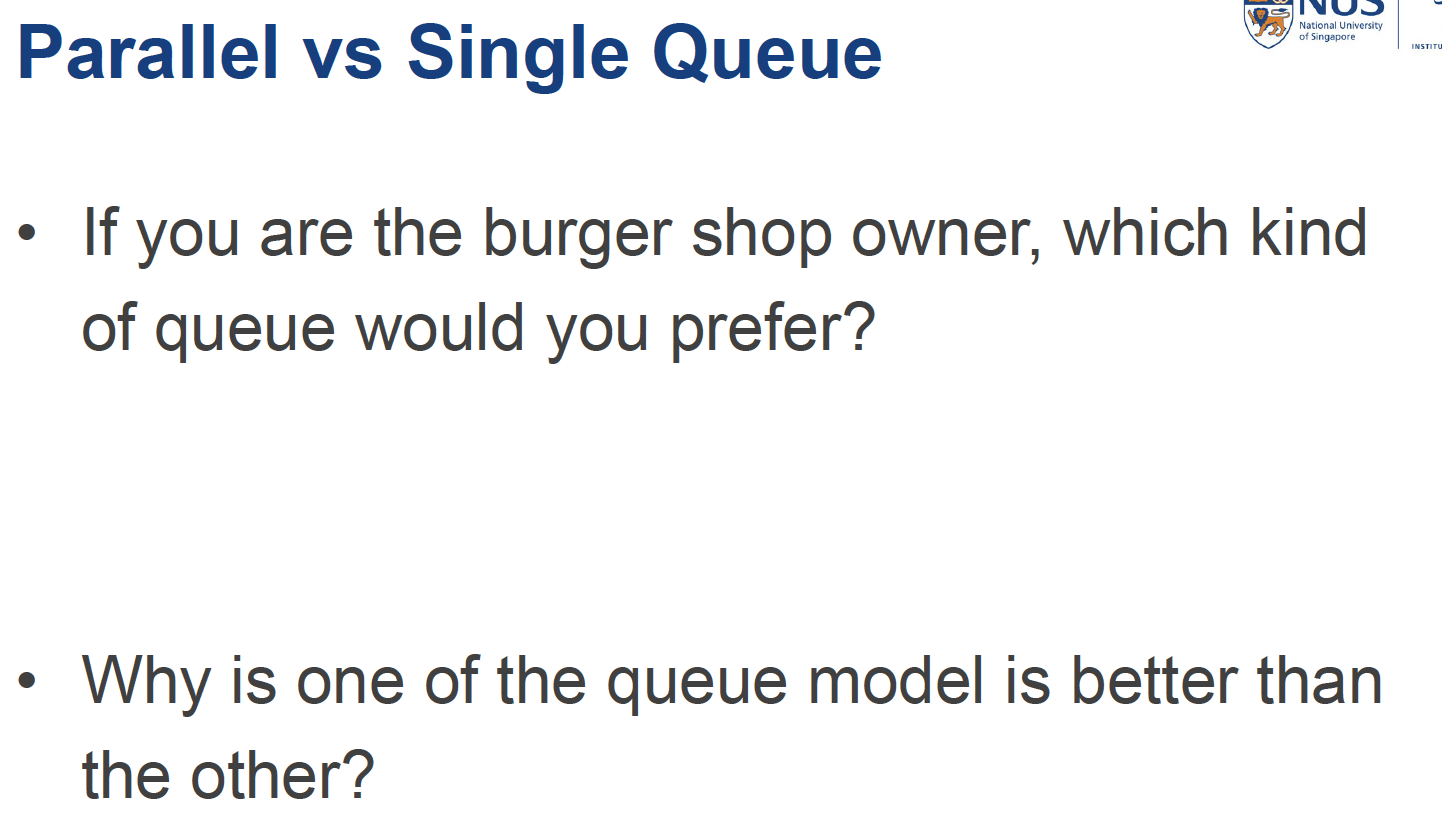 Parallel vs Single Queue
NUS
National University
of Singapore
• If you are the burger shop owner, which kind
of queue would you prefer?
• Why is one of the queue model is better than
the other?